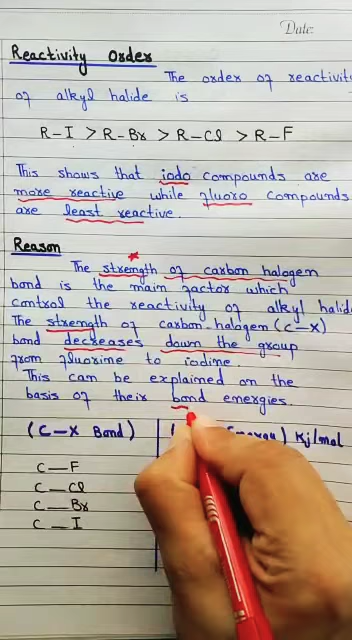 Date:
Reactivity Order
The order of reactivity
of alkyl halide is
R-I > R-Br > R-Cl > R-F
This shows that iodo compounds are
more reactive while fluoro compounds
are least reactive.
Reason
The strength of carbon halogen
bond is the main factor which
control the reactivity of alkyl halide
The strength of carbon-halogen (C-X)
bond decreases down the group
from fluorine to iodine.
This can be explained on the
basis of their bond energies.
(C-X Bond) | ( Energy) Kj/mol
C-F
C-Cl
C-Br
C-I